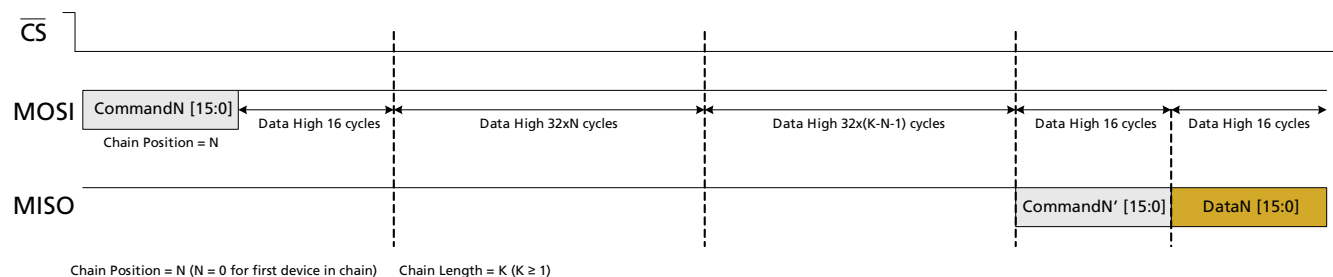 CS
MOSI
CommandN [15:0]
Data High 16 cycles
Data High 32xN cycles
Data High 32x(K-N-1) cycles
Data High 16 cycles
Data High 16 cycles
Chain Position = N
MISO
CommandN’ [15:0]
DataN [15:0]
Chain Position = N (N = 0 for first device in chain)
Chain Length = K (K ≥ 1)